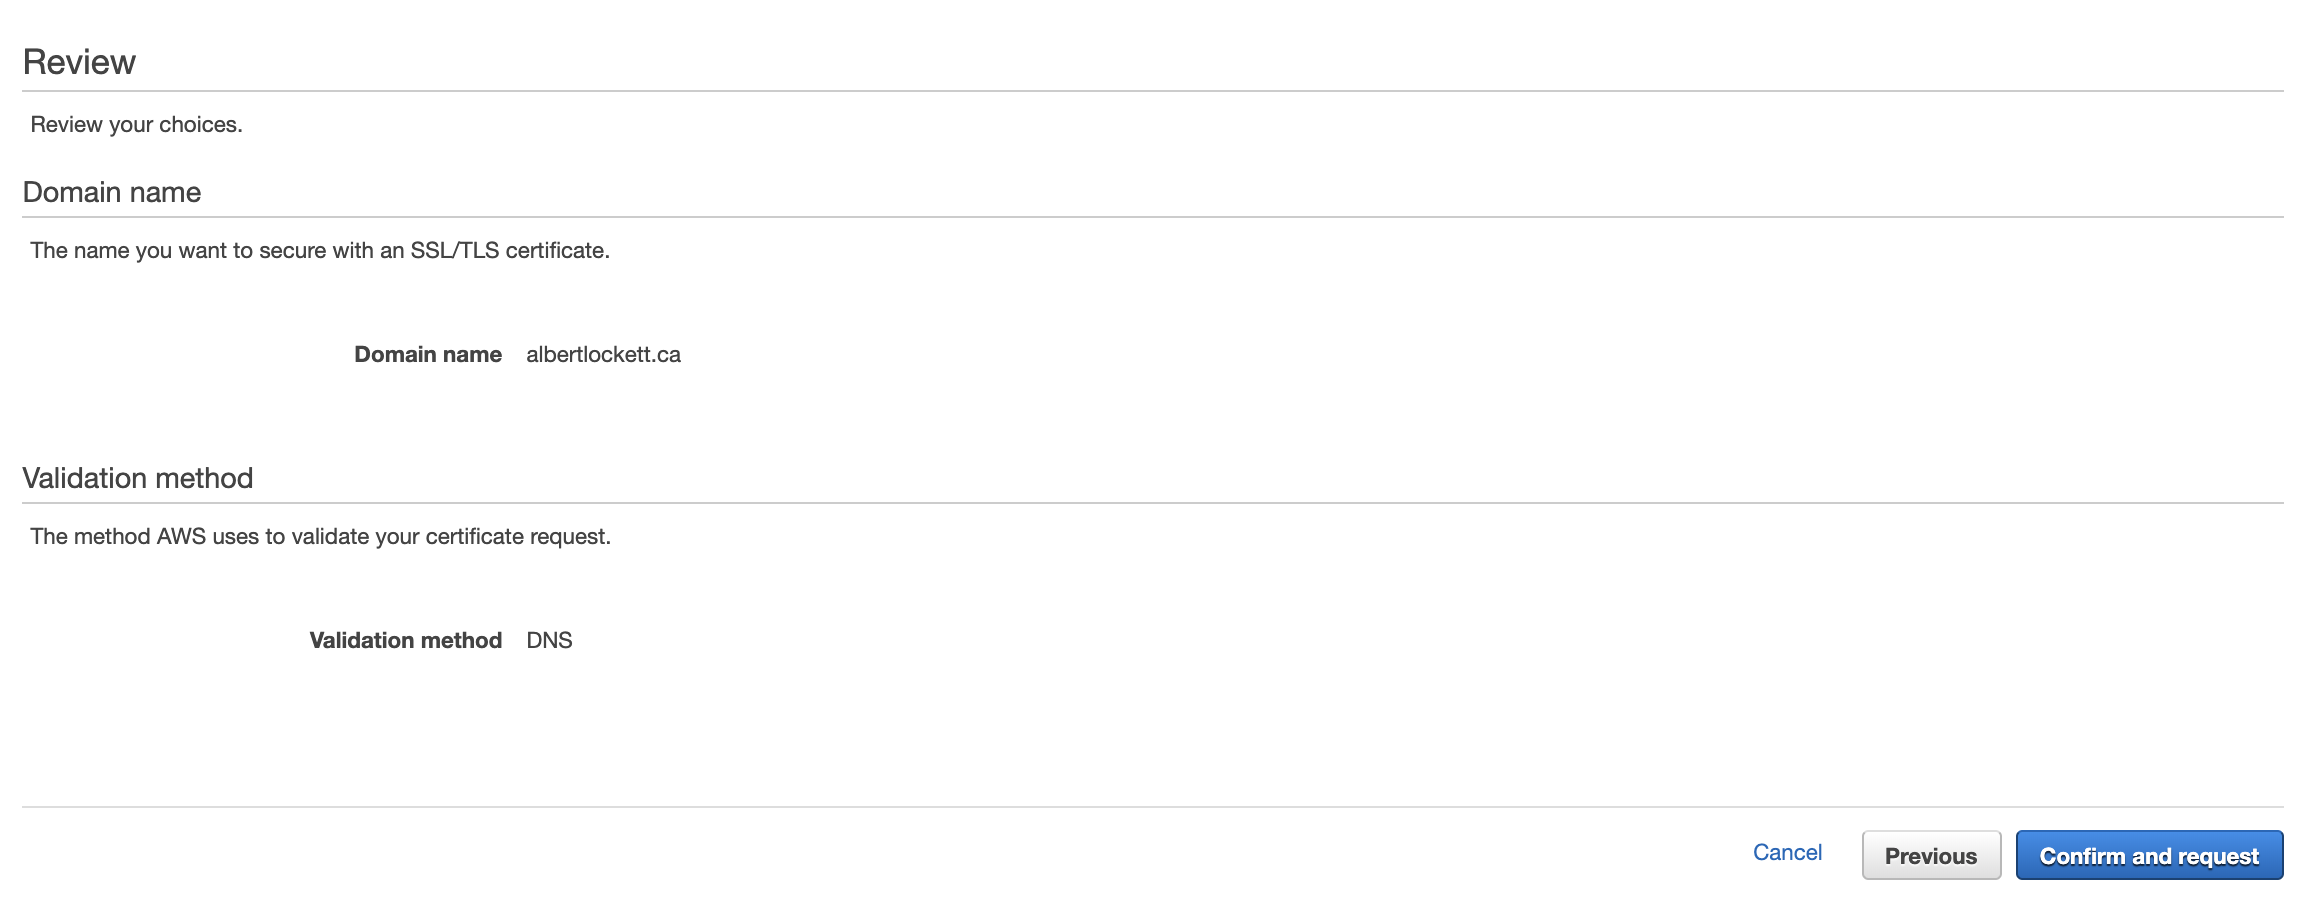 Review
Review your choices.
Domain name
The name you want to secure with an SSL/TLS certificate.
Domain name albertlockett.ca
Validation method
The method AWS uses to validate your certificate request.
Validation method DNS
Cancel Previous Confirm and request